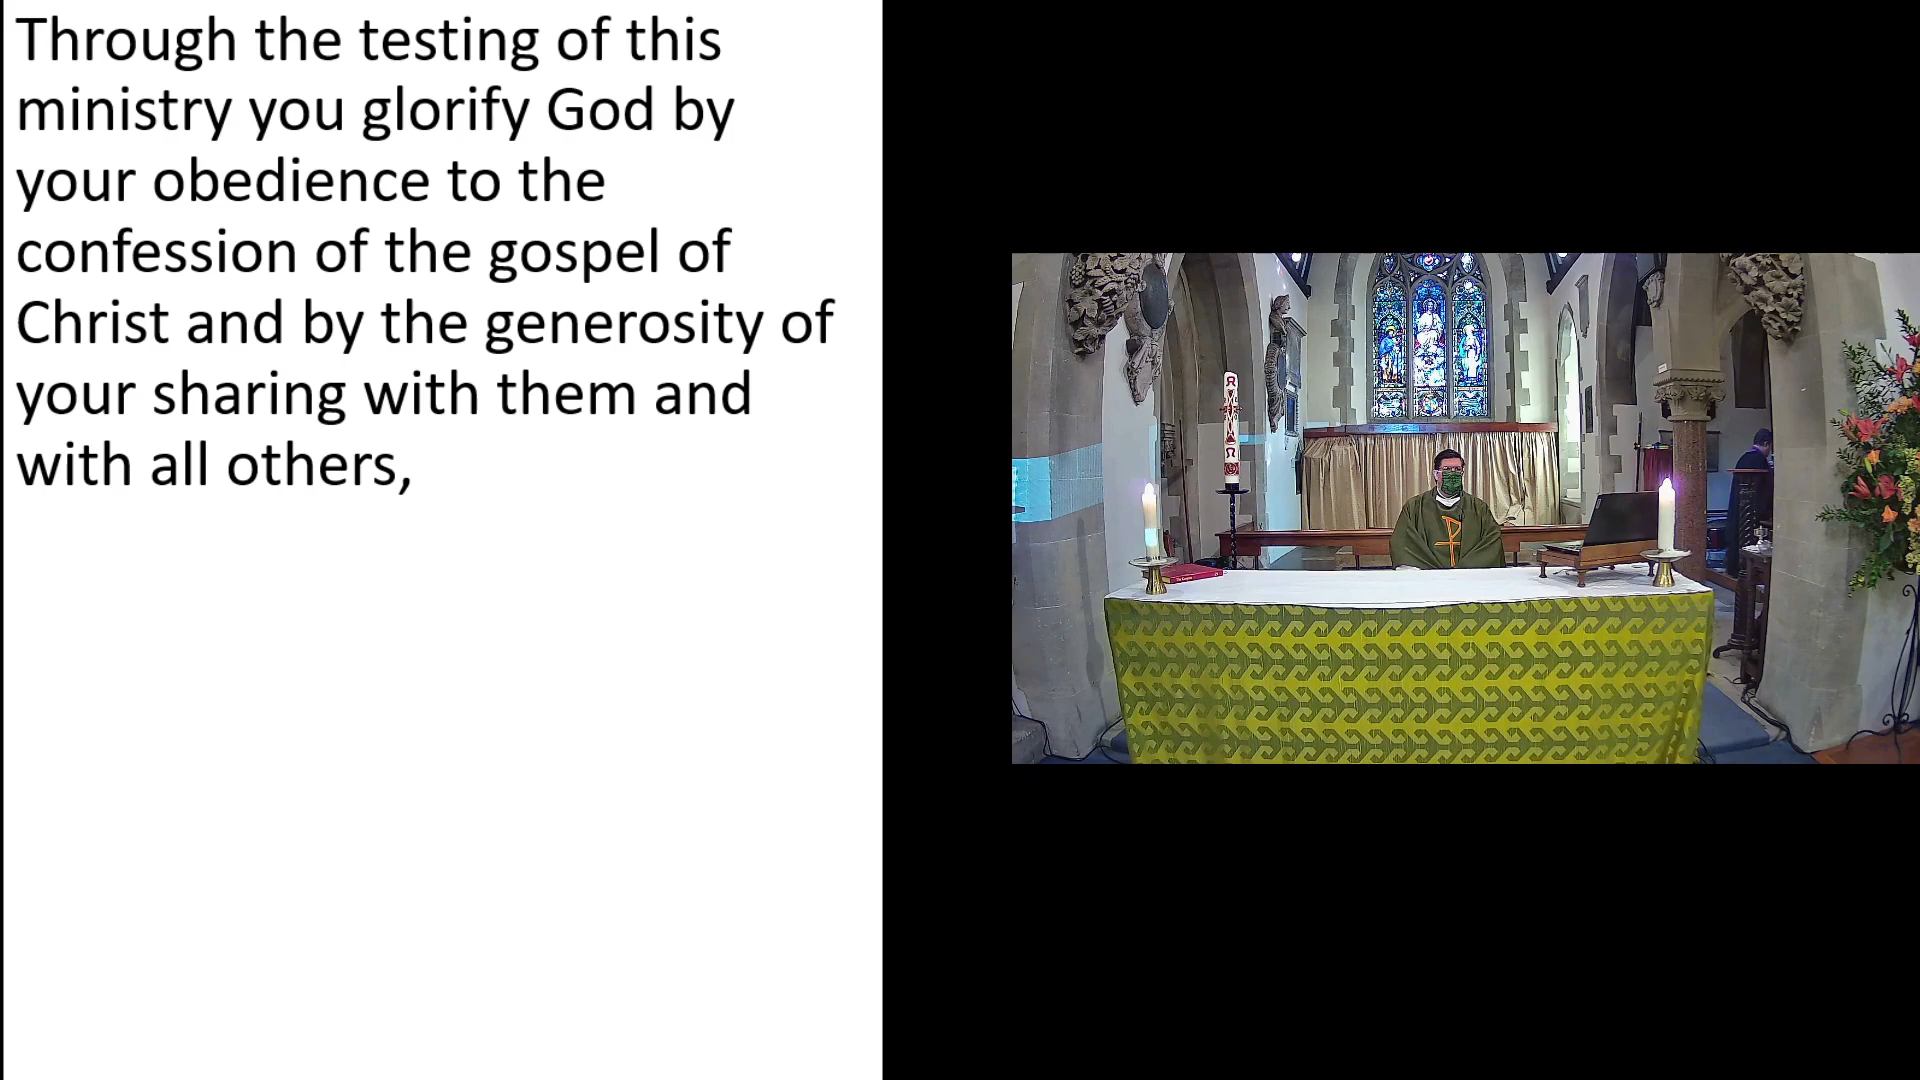 Through the testing of this
ministry you glorify God by
your obedience to the
confession of the gospel of
Christ and by the generosity of
your sharing with them and
with all others,